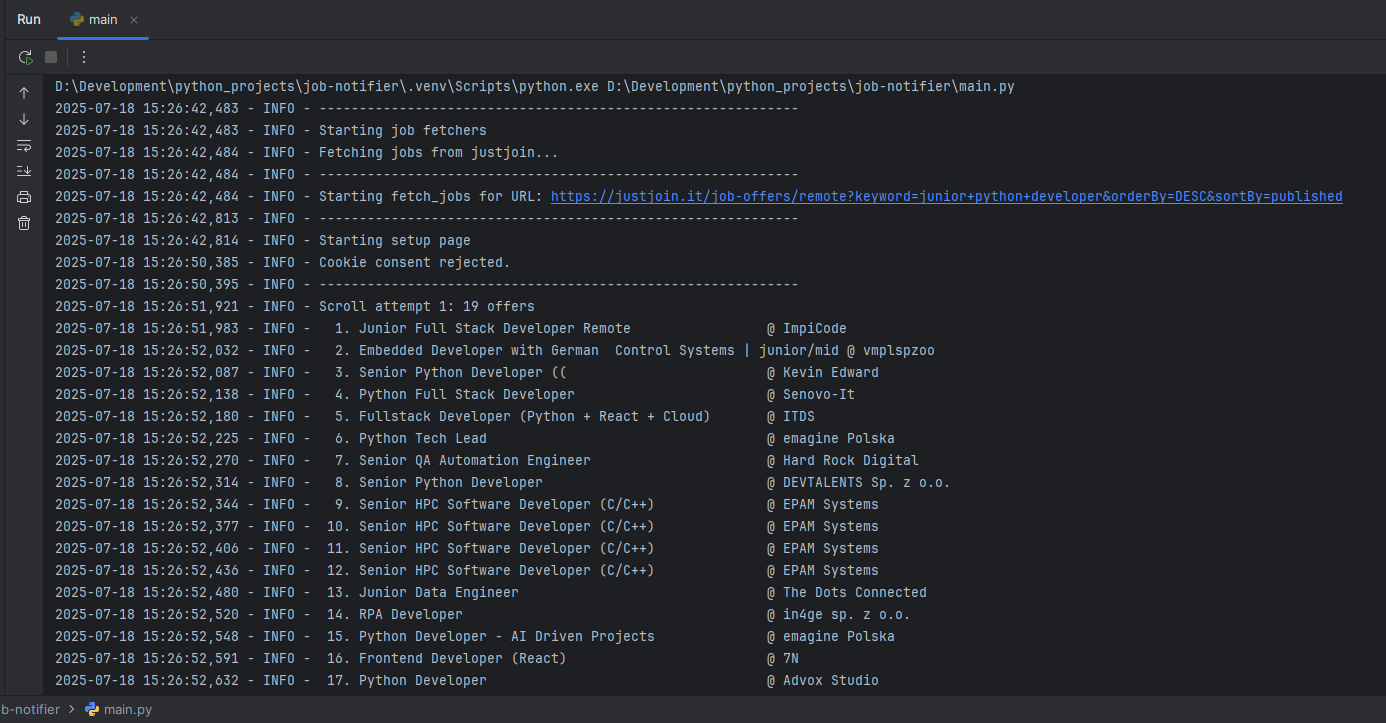 Run main
D:\Development\python_projects\job-notifier\.venv\Scripts\python.exe D:\Development\python_projects\job-notifier\main.py
2025-07-18 15:26:42,483 - INFO - ------------------------------------------------------------
2025-07-18 15:26:42,483 - INFO - Starting job fetchers
2025-07-18 15:26:42,484 - INFO - Fetching jobs from justjoin...
2025-07-18 15:26:42,484 - INFO - ------------------------------------------------------------
2025-07-18 15:26:42,484 - INFO - Starting fetch_jobs for URL: https://justjoin.it/job-offers/remote?keyword=junior+python+developer&orderBy=DESC&sortBy=published
2025-07-18 15:26:42,813 - INFO - ------------------------------------------------------------
2025-07-18 15:26:42,814 - INFO - Starting setup page
2025-07-18 15:26:50,385 - INFO - Cookie consent rejected.
2025-07-18 15:26:50,395 - INFO - ------------------------------------------------------------
2025-07-18 15:26:51,921 - INFO - Scroll attempt 1: 19 offers
2025-07-18 15:26:51,983 - INFO -   1. Junior Full Stack Developer Remote                 @ ImpiCode
2025-07-18 15:26:52,032 - INFO -   2. Embedded Developer with German  Control Systems | junior/mid @ vmplspzoo
2025-07-18 15:26:52,087 - INFO -   3. Senior Python Developer ((                         @ Kevin Edward
2025-07-18 15:26:52,138 - INFO -   4. Python Full Stack Developer                        @ Senovo-It
2025-07-18 15:26:52,180 - INFO -   5. Fullstack Developer (Python + React + Cloud)       @ ITDS
2025-07-18 15:26:52,225 - INFO -   6. Python Tech Lead                                   @ emagine Polska
2025-07-18 15:26:52,270 - INFO -   7. Senior QA Automation Engineer                      @ Hard Rock Digital
2025-07-18 15:26:52,314 - INFO -   8. Senior Python Developer                            @ DEVTALENTS Sp. z o.o.
2025-07-18 15:26:52,344 - INFO -   9. Senior HPC Software Developer (C/C++)              @ EPAM Systems
2025-07-18 15:26:52,377 - INFO -  10. Senior HPC Software Developer (C/C++)              @ EPAM Systems
2025-07-18 15:26:52,406 - INFO -  11. Senior HPC Software Developer (C/C++)              @ EPAM Systems
2025-07-18 15:26:52,436 - INFO -  12. Senior HPC Software Developer (C/C++)              @ EPAM Systems
2025-07-18 15:26:52,480 - INFO -  13. Junior Data Engineer                               @ The Dots Connected
2025-07-18 15:26:52,520 - INFO -  14. RPA Developer                                      @ in4ge sp. z o.o.
2025-07-18 15:26:52,548 - INFO -  15. Python Developer - AI Driven Projects              @ emagine Polska
2025-07-18 15:26:52,591 - INFO -  16. Frontend Developer (React)                         @ 7N
2025-07-18 15:26:52,632 - INFO -  17. Python Developer                                   @ Advox Studio
b-notifier > main.py